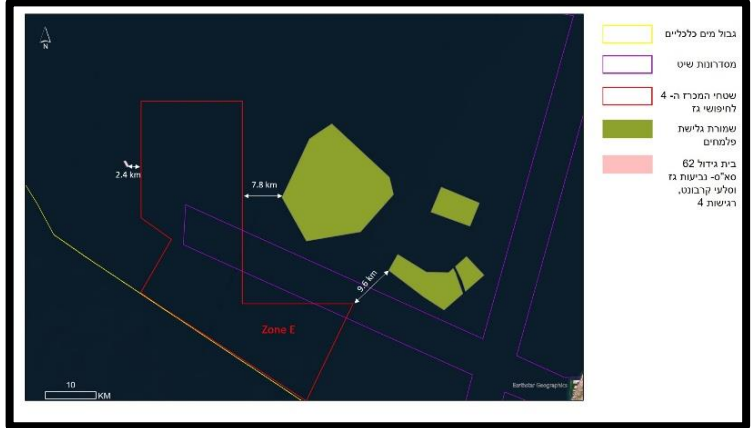 N
2.4 km
7.8 km
9.6 km
Zone E
10
KM
Earthstar Geographics
גבול מים כלכליים
מסדרונות שיט
שטחי המכרז ה- 4
לחיפושי גז
שמורת גלישת
פלמחים
בית גידול 62
סא"ס- נביעות גז
וסלעי קרבונט,
רגישות 4